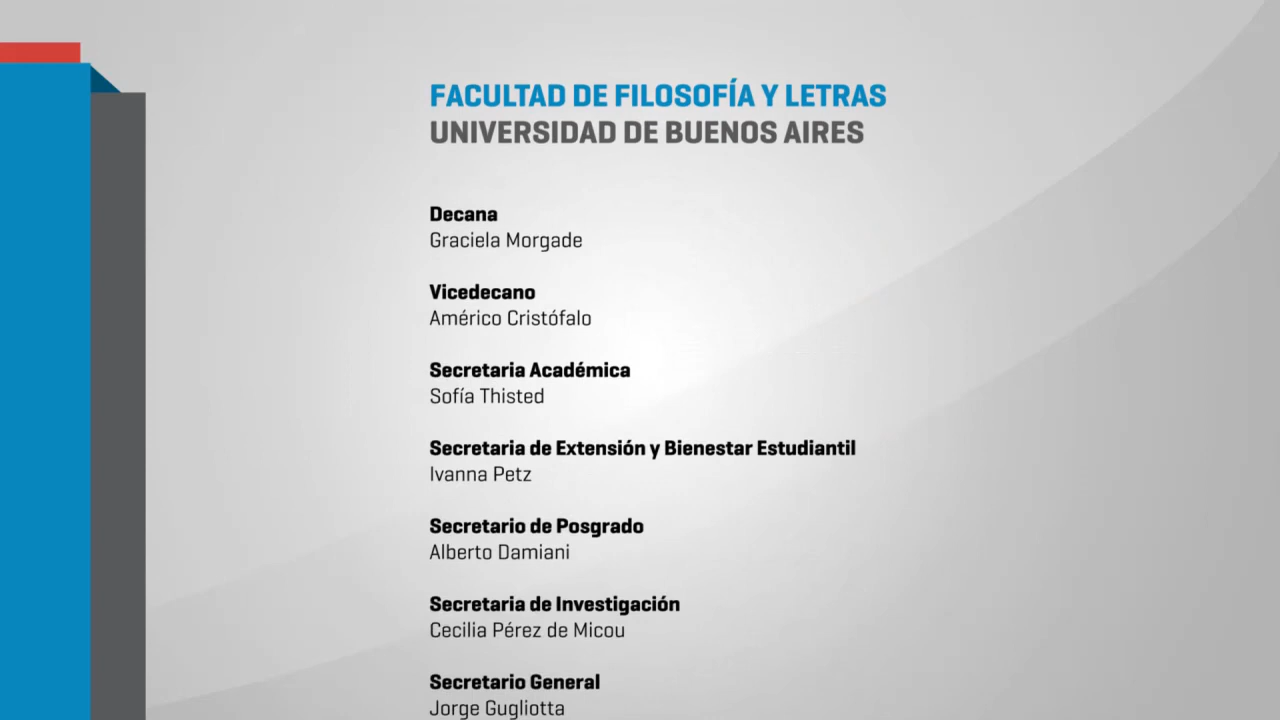 FACULTAD DE FILOSOFÍA Y LETRAS
UNIVERSIDAD DE BUENOS AIRES
Decana
Graciela Morgade
Vicedecano
Américo Cristófalo
Secretaria Académica
Sofía Thisted
Secretaria de Extensión y Bienestar Estudiantil
Ivanna Petz
Secretario de Posgrado
Alberto Damiani
Secretaria de Investigación
Cecilia Pérez de Micou
Secretario General
Jorge Gugliotta